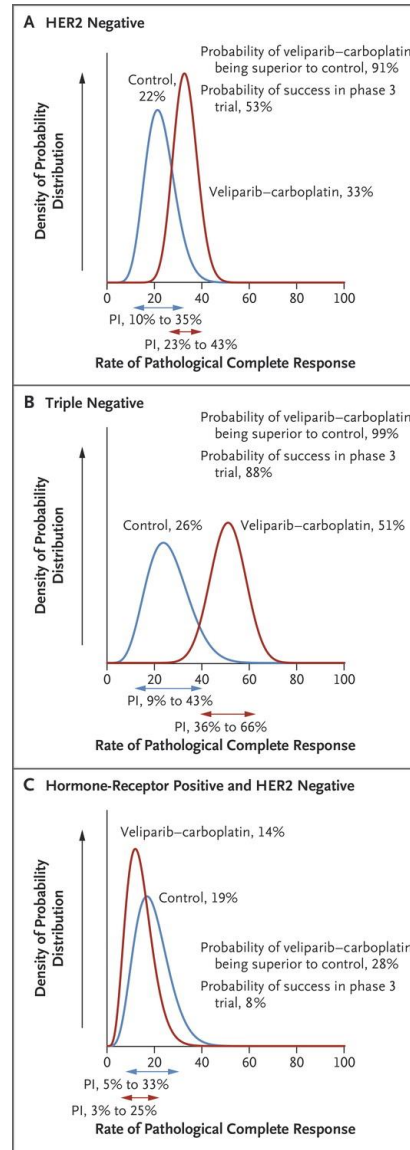 A HER2 Negative
Probability of veliparib–carboplatin
being superior to control, 91%
Probability of success in phase 3
trial, 53%
Control,
22%
Veliparib–carboplatin, 33%
Density of Probability
Distribution
0 20 40 60 80 100
PI, 10% to 35%
PI, 23% to 43%
Rate of Pathological Complete Response
B Triple Negative
Probability of veliparib–carboplatin
being superior to control, 99%
Probability of success in phase 3
trial, 88%
Control, 26%
Veliparib–carboplatin, 51%
Density of Probability
Distribution
0 20 40 60 80 100
PI, 9% to 43%
PI, 36% to 66%
Rate of Pathological Complete Response
C Hormone-Receptor Positive and HER2 Negative
Veliparib–carboplatin, 14%
Control, 19%
Probability of veliparib–carboplatin
being superior to control, 28%
Probability of success in phase 3
trial, 8%
Density of Probability
Distribution
0 20 40 60 80 100
PI, 5% to 33%
PI, 3% to 25%
Rate of Pathological Complete Response